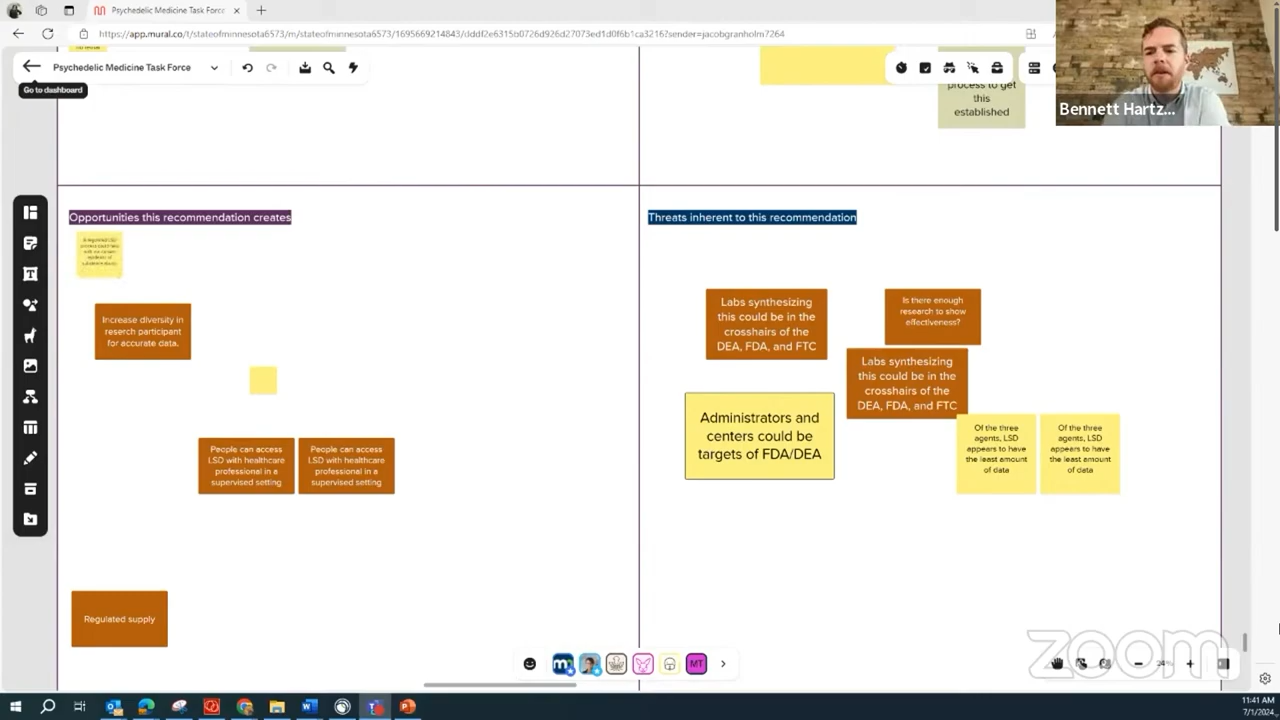 Psychedelic Medicine Task Force
https://app.mural.co/t/stateofminnesota6573/m/stateofminnesota6573/1695669214843/dddf2e6315b0726d926d27073ed1d0f6b1ca3216?sender=jacobgranholm7264
Psychedelic Medicine Task Force
Go to dashboard
process to get
this
established
Bennett Hartz...
Opportunities this recommendation creates
Increase diversity in
reserch participant
for accurate data.
People can access
LSD with healthcare
professional in a
supervised setting
People can access
LSD with healthcare
professional in a
supervised setting
Regulated supply
Threats inherent to this recommendation
Labs synthesizing
this could be in the
crosshairs of the
DEA, FDA, and FTC
Is there enough
research to show
effectiveness?
Labs synthesizing
this could be in the
crosshairs of the
DEA, FDA, and FTC
Administrators and
centers could be
targets of FDA/DEA
Of the three
agents, LSD
appears to have
the least amount
of data
Of the three
agents, LSD
appears to have
the least amount
of data
MT
zoom
11:41 AM
7/1/2024